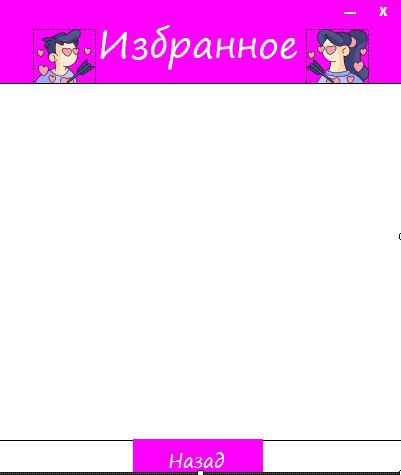 — X
Избранное
Назад